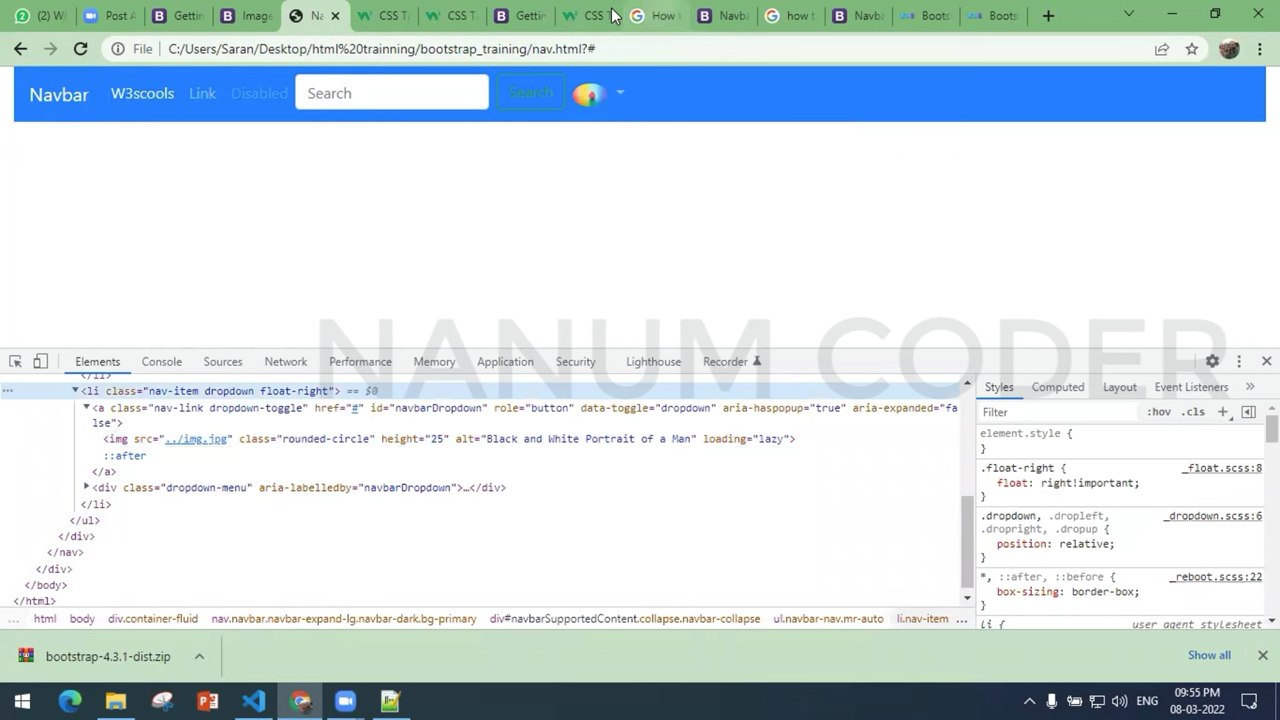 (2) W
Post A
Gettin
Image
Na
CSS T
CSS T
Gettin
CSS T
How t
Navba
how t
Navba
Boots
Boots
File
C:/Users/Saran/Desktop/html%20trainning/bootstrap_training/nav.html?#
Navbar
W3scools
Link
Disabled
Search
Search
NANUM CODER
Elements
Console
Sources
Network
Performance
Memory
Application
Security
Lighthouse
Recorder
</li>
<li class="nav-item dropdown float-right"> == $0
<a class="nav-link dropdown-toggle" href="#" id="navbarDropdown" role="button" data-toggle="dropdown" aria-haspopup="true" aria-expanded="fa
lse">
<img src="../img.jpg" class="rounded-circle" height="25" alt="Black and White Portrait of a Man" loading="lazy">
::after
</a>
<div class="dropdown-menu" aria-labelledby="navbarDropdown">…</div>
</li>
</ul>
</div>
</nav>
</div>
</body>
</html>
... html body div.container-fluid nav.navbar.navbar-expand-lg.navbar-dark.bg-primary div#navbarSupportedContent.collapse.navbar-collapse ul.navbar-nav.mr-auto li.nav-item ...
Styles
Computed
Layout
Event Listeners
Filter
:hov
.cls
element.style {
}
.float-right { _float.scss:8
float: right!important;
}
.dropdown, .dropleft, _dropdown.scss:6
.dropright, .dropup {
position: relative;
}
*, ::after, ::before { _reboot.scss:22
box-sizing: border-box;
}
li { user agent stylesheet
bootstrap-4.3.1-dist.zip
Show all
ENG
09:55 PM
08-03-2022